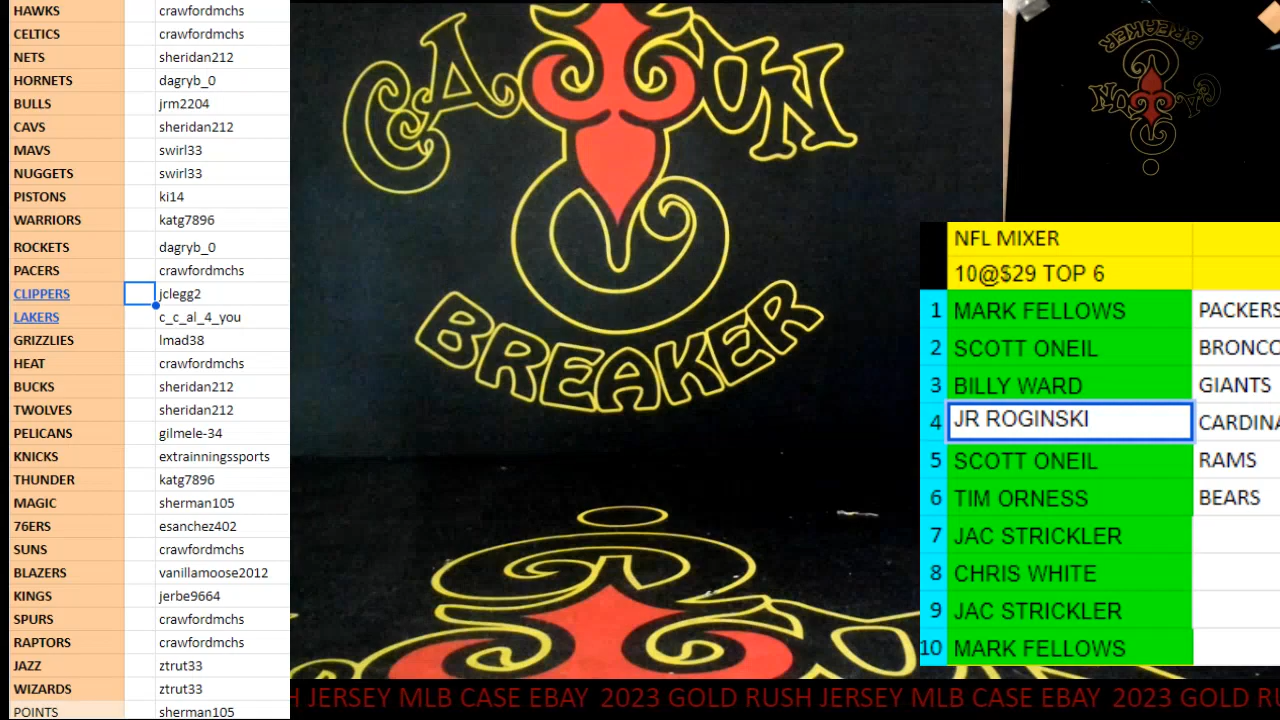 HAWKS crawfordmchs
CELTICS crawfordmchs
NETS sheridan212
HORNETS dagryb_0
BULLS jrm2204
CAVS sheridan212
MAVS swirl33
NUGGETS swirl33
PISTONS ki14
WARRIORS katg7896
ROCKETS dagryb_0
PACERS crawfordmchs
CLIPPERS jclegg2
LAKERS c_c_al_4_you
GRIZZLIES lmad38
HEAT crawfordmchs
BUCKS sheridan212
TWOLVES sheridan212
PELICANS gilmele-34
KNICKS extrainningssports
THUNDER katg7896
MAGIC sherman105
76ERS esanchez402
SUNS crawfordmchs
BLAZERS vanillamoose2012
KINGS jerbe9664
SPURS crawfordmchs
RAPTORS crawfordmchs
JAZZ ztrut33
WIZARDS ztrut33
POINTS sherman105
BREAKER
BREAKER
NFL MIXER
10@$29 TOP 6
1 MARK FELLOWS PACKERS
2 SCOTT ONEIL BRONCO
3 BILLY WARD GIANTS
4 JR ROGINSKI CARDINA
5 SCOTT ONEIL RAMS
6 TIM ORNESS BEARS
7 JAC STRICKLER
8 CHRIS WHITE
9 JAC STRICKLER
10 MARK FELLOWS
H JERSEY MLB CASE EBAY 2023 GOLD RUSH JERSEY MLB CASE EBAY 2023 GOLD RU